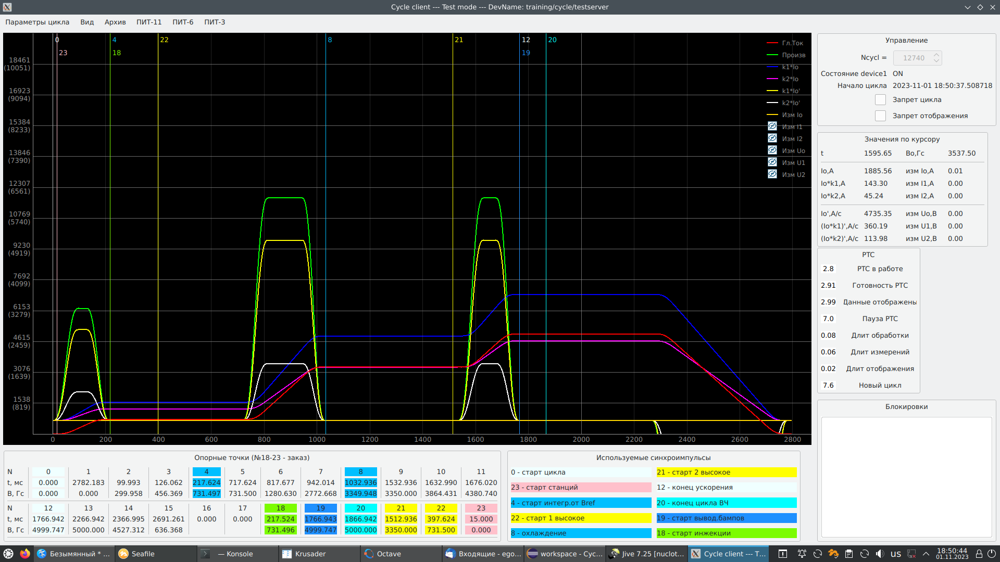 Cycle client --- Test mode --- DevName: training/cycle/testserver
Параметры цикла Вид Архив ПИТ-11 ПИТ-6 ПИТ-3
0 4 22 8 21 12 20
23 18 19
18461
(10051)
16923
(9094)
15384
(8233)
13846
(7390)
12307
(6561)
10769
(5740)
9230
(4919)
7692
(4099)
6153
(3279)
4615
(2459)
3076
(1639)
1538
(819)
0 200 400 600 800 1000 1200 1400 1600 1800 2000 2200 2400 2600 2800
Гл.Ток
Произв
k1*Io
k2*Io
k1*Io'
k2*Io'
Изм Io
Изм I1
Изм I2
Изм Uo
Изм U1
Изм U2
Управление
Ncycl = 12740
Состояние device1 ON
Начало цикла 2023-11-01 18:50:37.508718
Запрет цикла
Запрет отображения
Значения по курсору
t 1595.65 Bo,Гс 3537.50
Io,A 1885.56 изм Io,A 0.01
Io*k1,A 143.30 изм I1,A 0.00
Io*k2,A 45.24 изм I2,A 0.00
Io',A/c 4735.35 изм Uo,B 0.00
(Io*k1)',A/c 360.19 изм U1,B 0.00
(Io*k2)',A/c 113.98 изм U2,B 0.00
РТС
2.8 РТС в работе
2.91 Готовность РТС
2.99 Данные отображены
7.0 Пауза РТС
0.08 Длит обработки
0.06 Длит измерений
0.02 Длит отображения
7.6 Новый цикл
Блокировки
Опорные точки (№18-23 - заказ)
N 0 1 2 3 4 5 6 7 8 9 10 11
t, мс 0.000 2782.183 99.993 126.062 217.624 717.624 817.677 942.014 1032.936 1532.936 1632.990 1676.020
В, Гс 0.000 0.000 299.958 456.369 731.497 731.500 1280.630 2772.668 3349.948 3350.000 3864.431 4380.740
N 12 13 14 15 16 17 18 19 20 21 22 23
t, мс 1766.942 2266.942 2366.995 2691.261 0.000 0.000 217.524 1766.943 1866.942 1512.936 397.624 15.000
В, Гс 4999.747 5000.000 4527.312 636.368 731.496 4999.747 5000.000 3350.000 731.500 0.000
Используемые синхроимпульсы
0 - старт цикла 21 - старт 2 высокое
23 - старт станций 12 - конец ускорения
4 - старт интегр.от Bref 20 - конец цикла ВЧ
22 - старт 1 высокое 19 - старт вывод.бампов
8 - охлаждение 18 - старт инжекции
Безымянный * ... Seafile — Konsole Krusader Octave Входящие - ego... workspace - Cyc... Jive 7.25 [nuclot... Cycle client --- T... us 18:50:44
01.11.2023